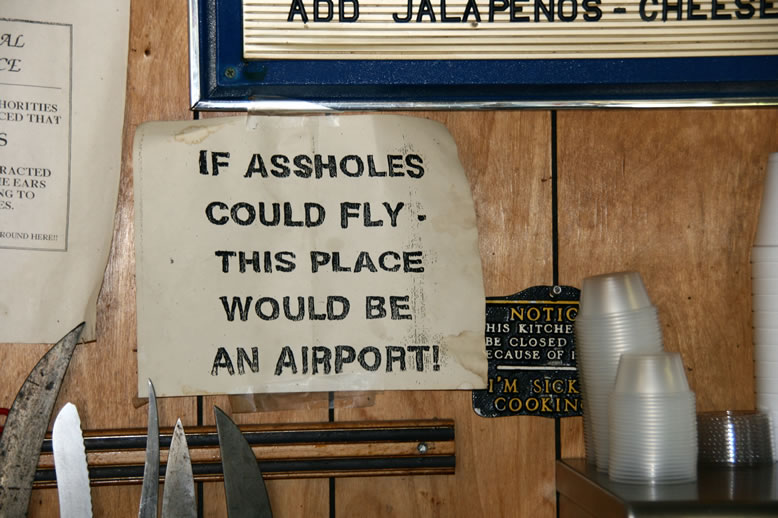 ADD JALAPENOS - CHEESE
AL
CE
HORITIES
CED THAT
S
RACTED
E EARS
NG TO
ES.
ROUND HERE!!
IF ASSHOLES
COULD FLY -
THIS PLACE
WOULD BE
AN AIRPORT!
NOTIC
HIS KITCHE
BE CLOSED
ECAUSE OF I
I'M SICK
COOKIN